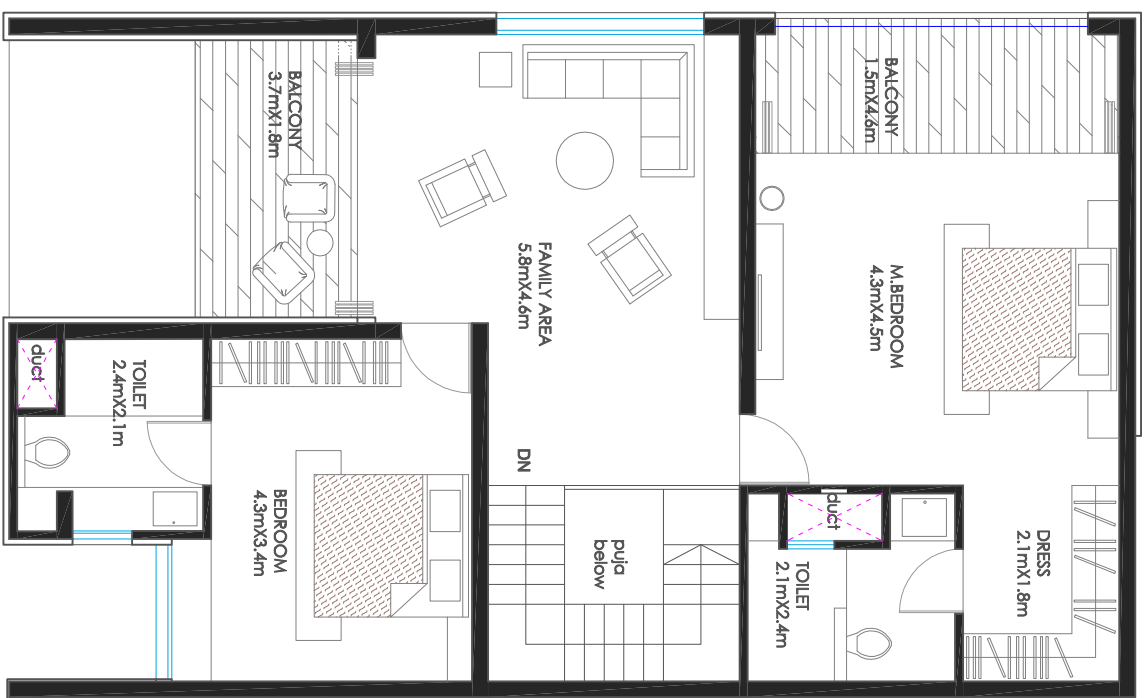 BALCONY
3.7mX1.8m
BALCONY
1.5mX4.6m
FAMILY AREA
5.8mX4.6m
M.BEDROOM
4.3mX4.5m
duct
TOILET
2.4mX2.1m
DN
BEDROOM
4.3mX3.4m
puja
below
duct
TOILET
2.1mX2.4m
DRESS
2.1mX1.8m